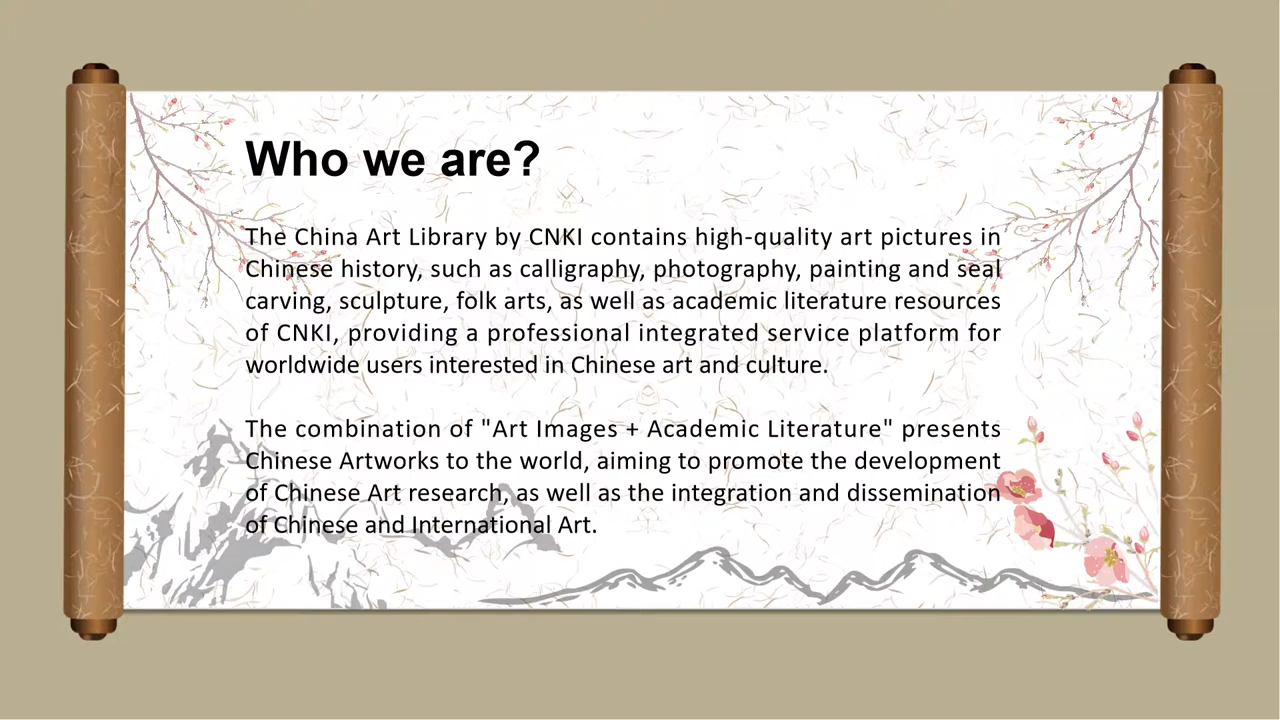 Who we are?
The China Art Library by CNKI contains high-quality art pictures in
Chinese history, such as calligraphy, photography, painting and seal
carving, sculpture, folk arts, as well as academic literature resources
of CNKI, providing a professional integrated service platform for
worldwide users interested in Chinese art and culture.
The combination of "Art Images + Academic Literature" presents
Chinese Artworks to the world, aiming to promote the development
of Chinese Art research, as well as the integration and dissemination
of Chinese and International Art.